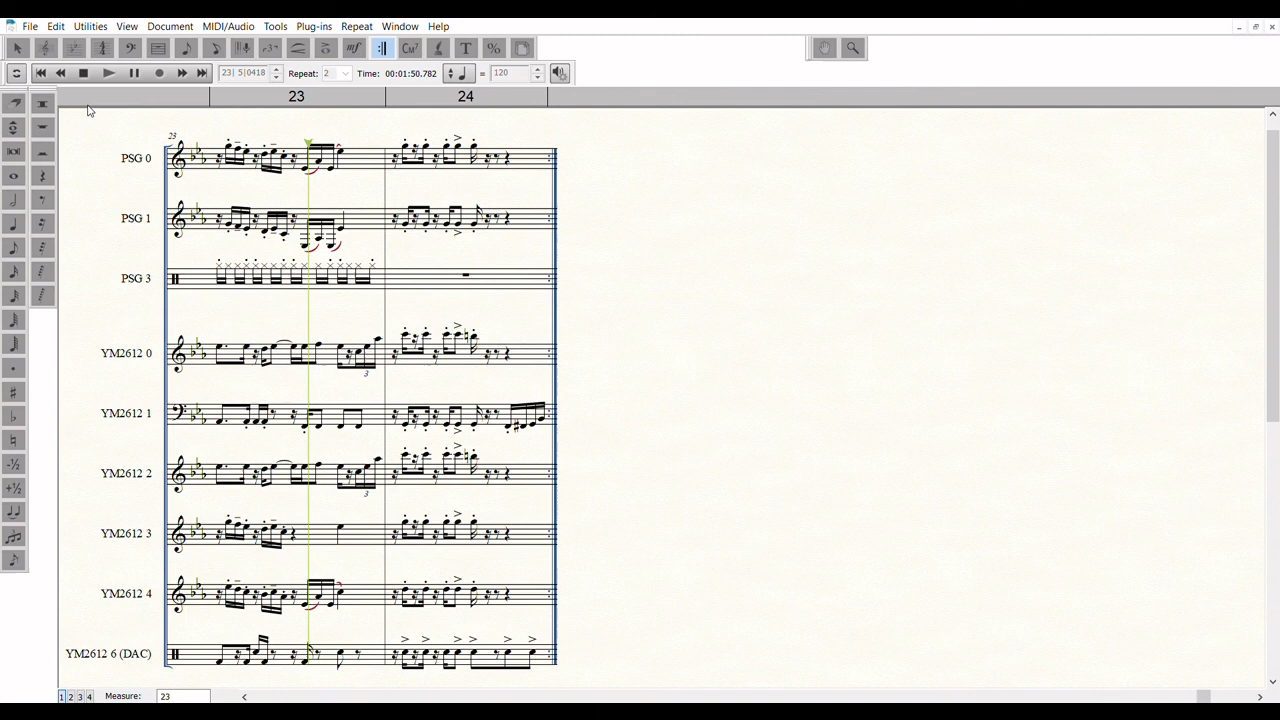 File Edit Utilities View Document MIDI/Audio Tools Plug-ins Repeat Window Help
23| 5|0418 Repeat: 2 Time: 00:01:50.782 = 120
23 24
23
PSG 0
PSG 1
PSG 3
YM2612 0
3
YM2612 1
YM2612 2
3
YM2612 3
YM2612 4
YM2612 6 (DAC)
1 2 3 4 Measure: 23